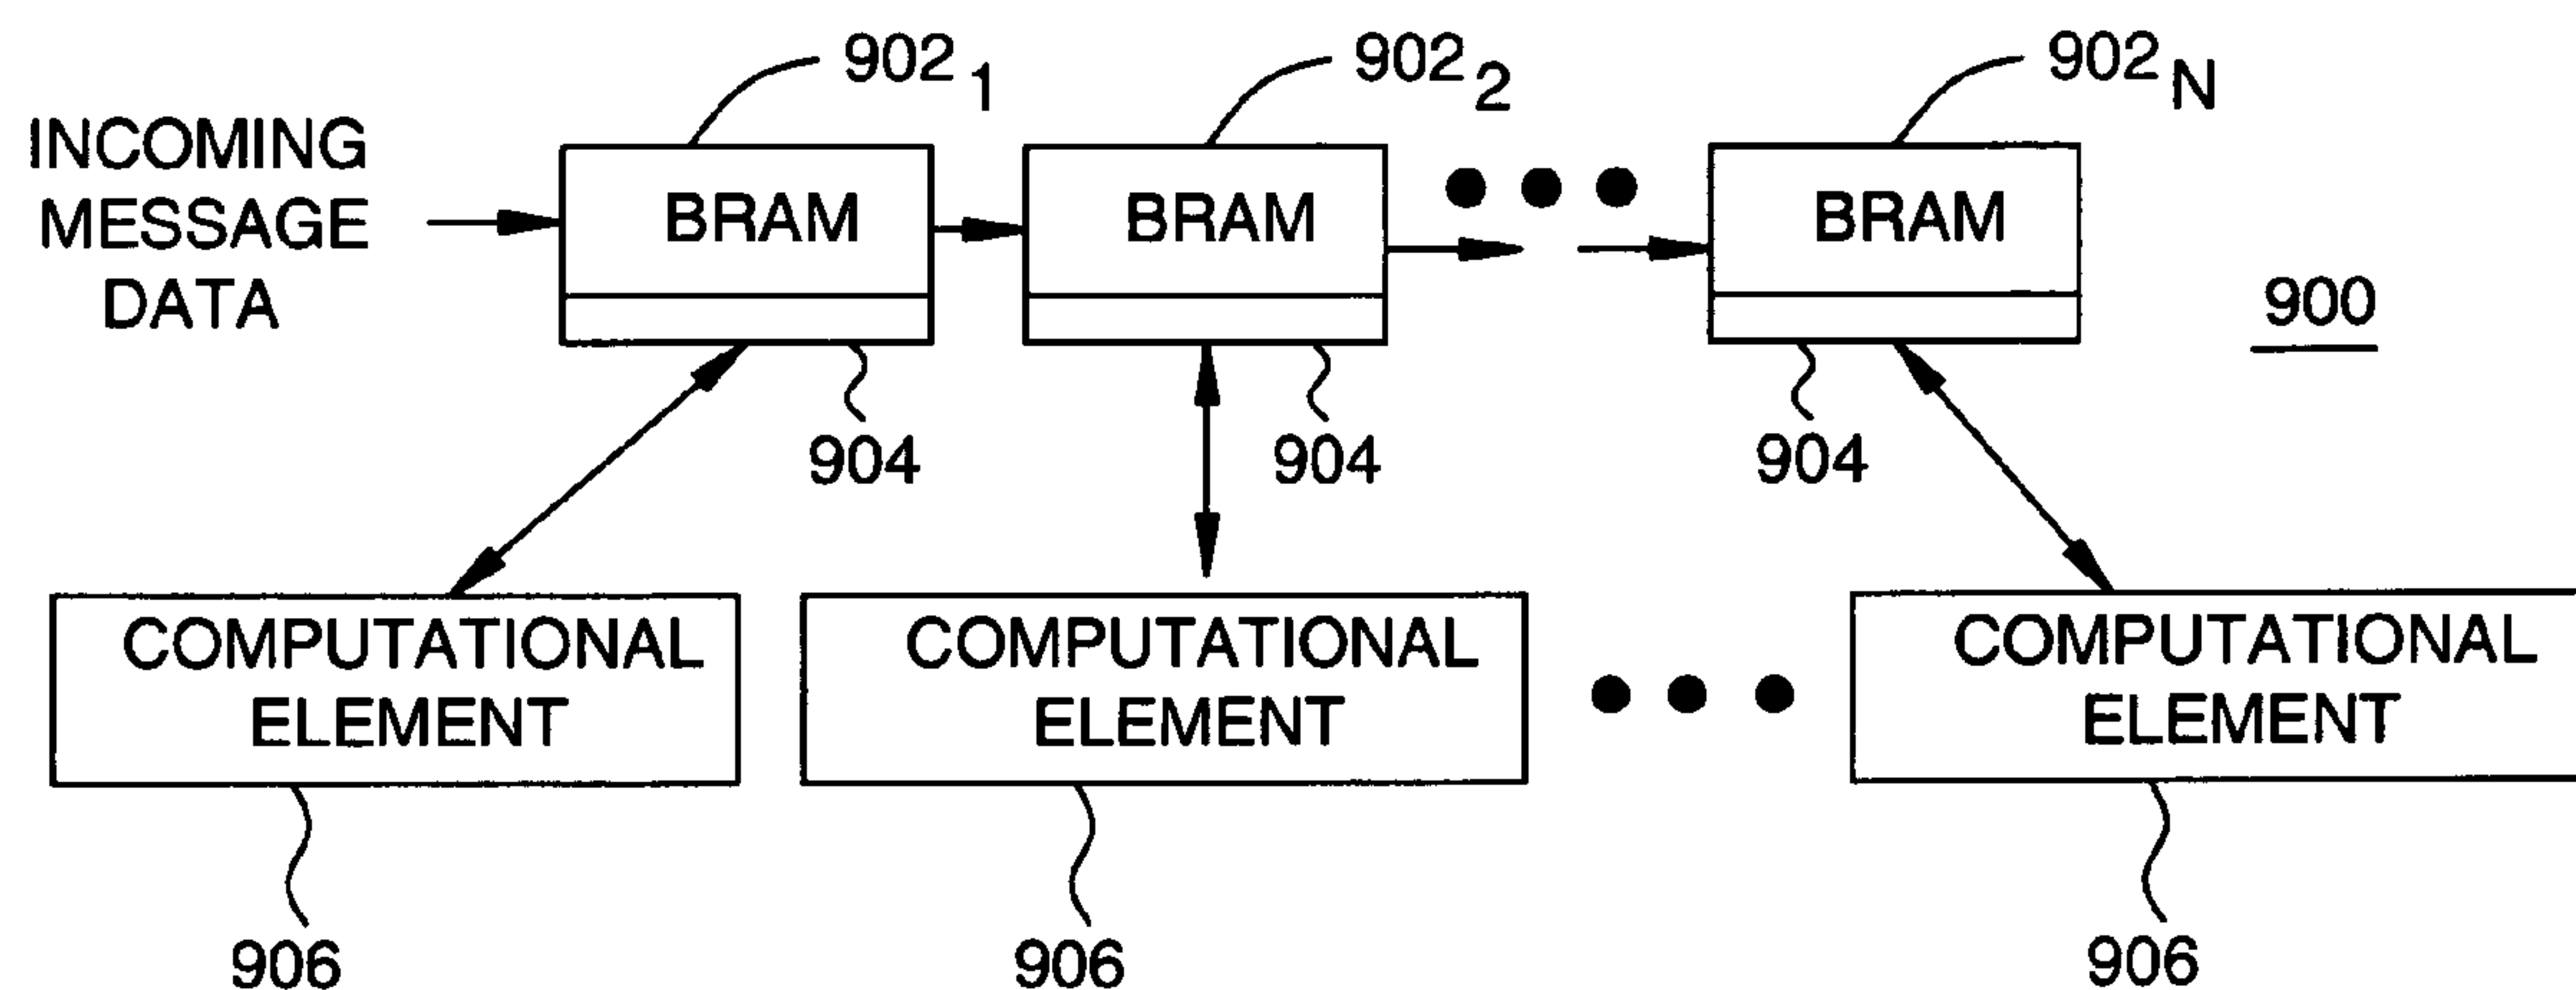 902 1
902 2
902 N
INCOMING
MESSAGE
DATA
BRAM
BRAM
BRAM
900
904
904
904
COMPUTATIONAL
ELEMENT
COMPUTATIONAL
ELEMENT
COMPUTATIONAL
ELEMENT
906
906
906